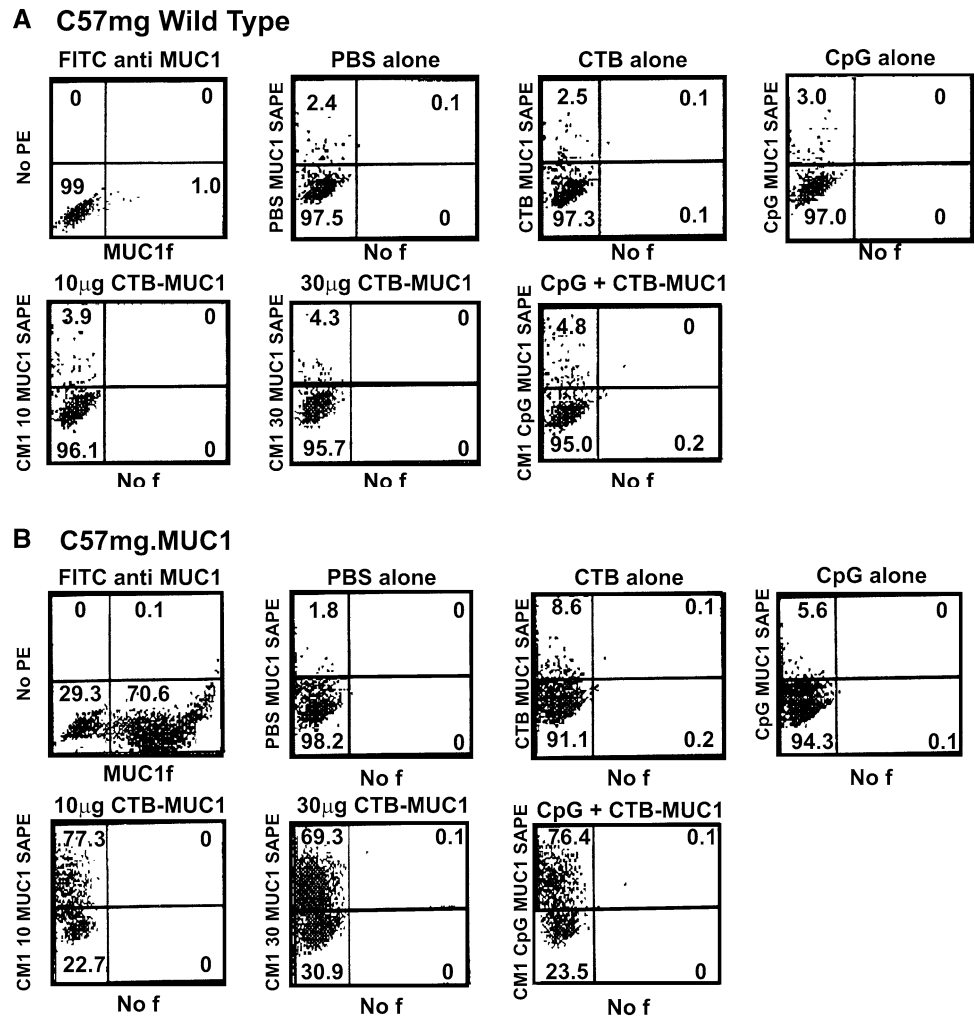 A C57mg Wild Type
FITC anti MUC1
No PE
0 0
99 1.0
MUC1f
PBS alone
PBS MUC1 SAPE
2.4 0.1
97.5 0
No f
CTB alone
CTB MUC1 SAPE
2.5 0.1
97.3 0.1
No f
CpG alone
CpG MUC1 SAPE
3.0 0
97.0 0
No f
10µg CTB-MUC1
CM1 10 MUC1 SAPE
3.9 0
96.1 0
No f
30µg CTB-MUC1
CM1 30 MUC1 SAPE
4.3 0
95.7 0
No f
CpG + CTB-MUC1
CM1 CpG MUC1 SAPE
4.8 0
95.0 0.2
No f
B C57mg.MUC1
FITC anti MUC1
No PE
0 0.1
29.3 70.6
MUC1f
PBS alone
PBS MUC1 SAPE
1.8 0
98.2 0
No f
CTB alone
CTB MUC1 SAPE
8.6 0.1
91.1 0.2
No f
CpG alone
CpG MUC1 SAPE
5.6 0
94.3 0.1
No f
10µg CTB-MUC1
CM1 10 MUC1 SAPE
77.3 0
22.7 0
No f
30µg CTB-MUC1
CM1 30 MUC1 SAPE
69.3 0.1
30.9 0
No f
CpG + CTB-MUC1
CM1 CpG MUC1 SAPE
76.4 0.1
23.5 0
No f